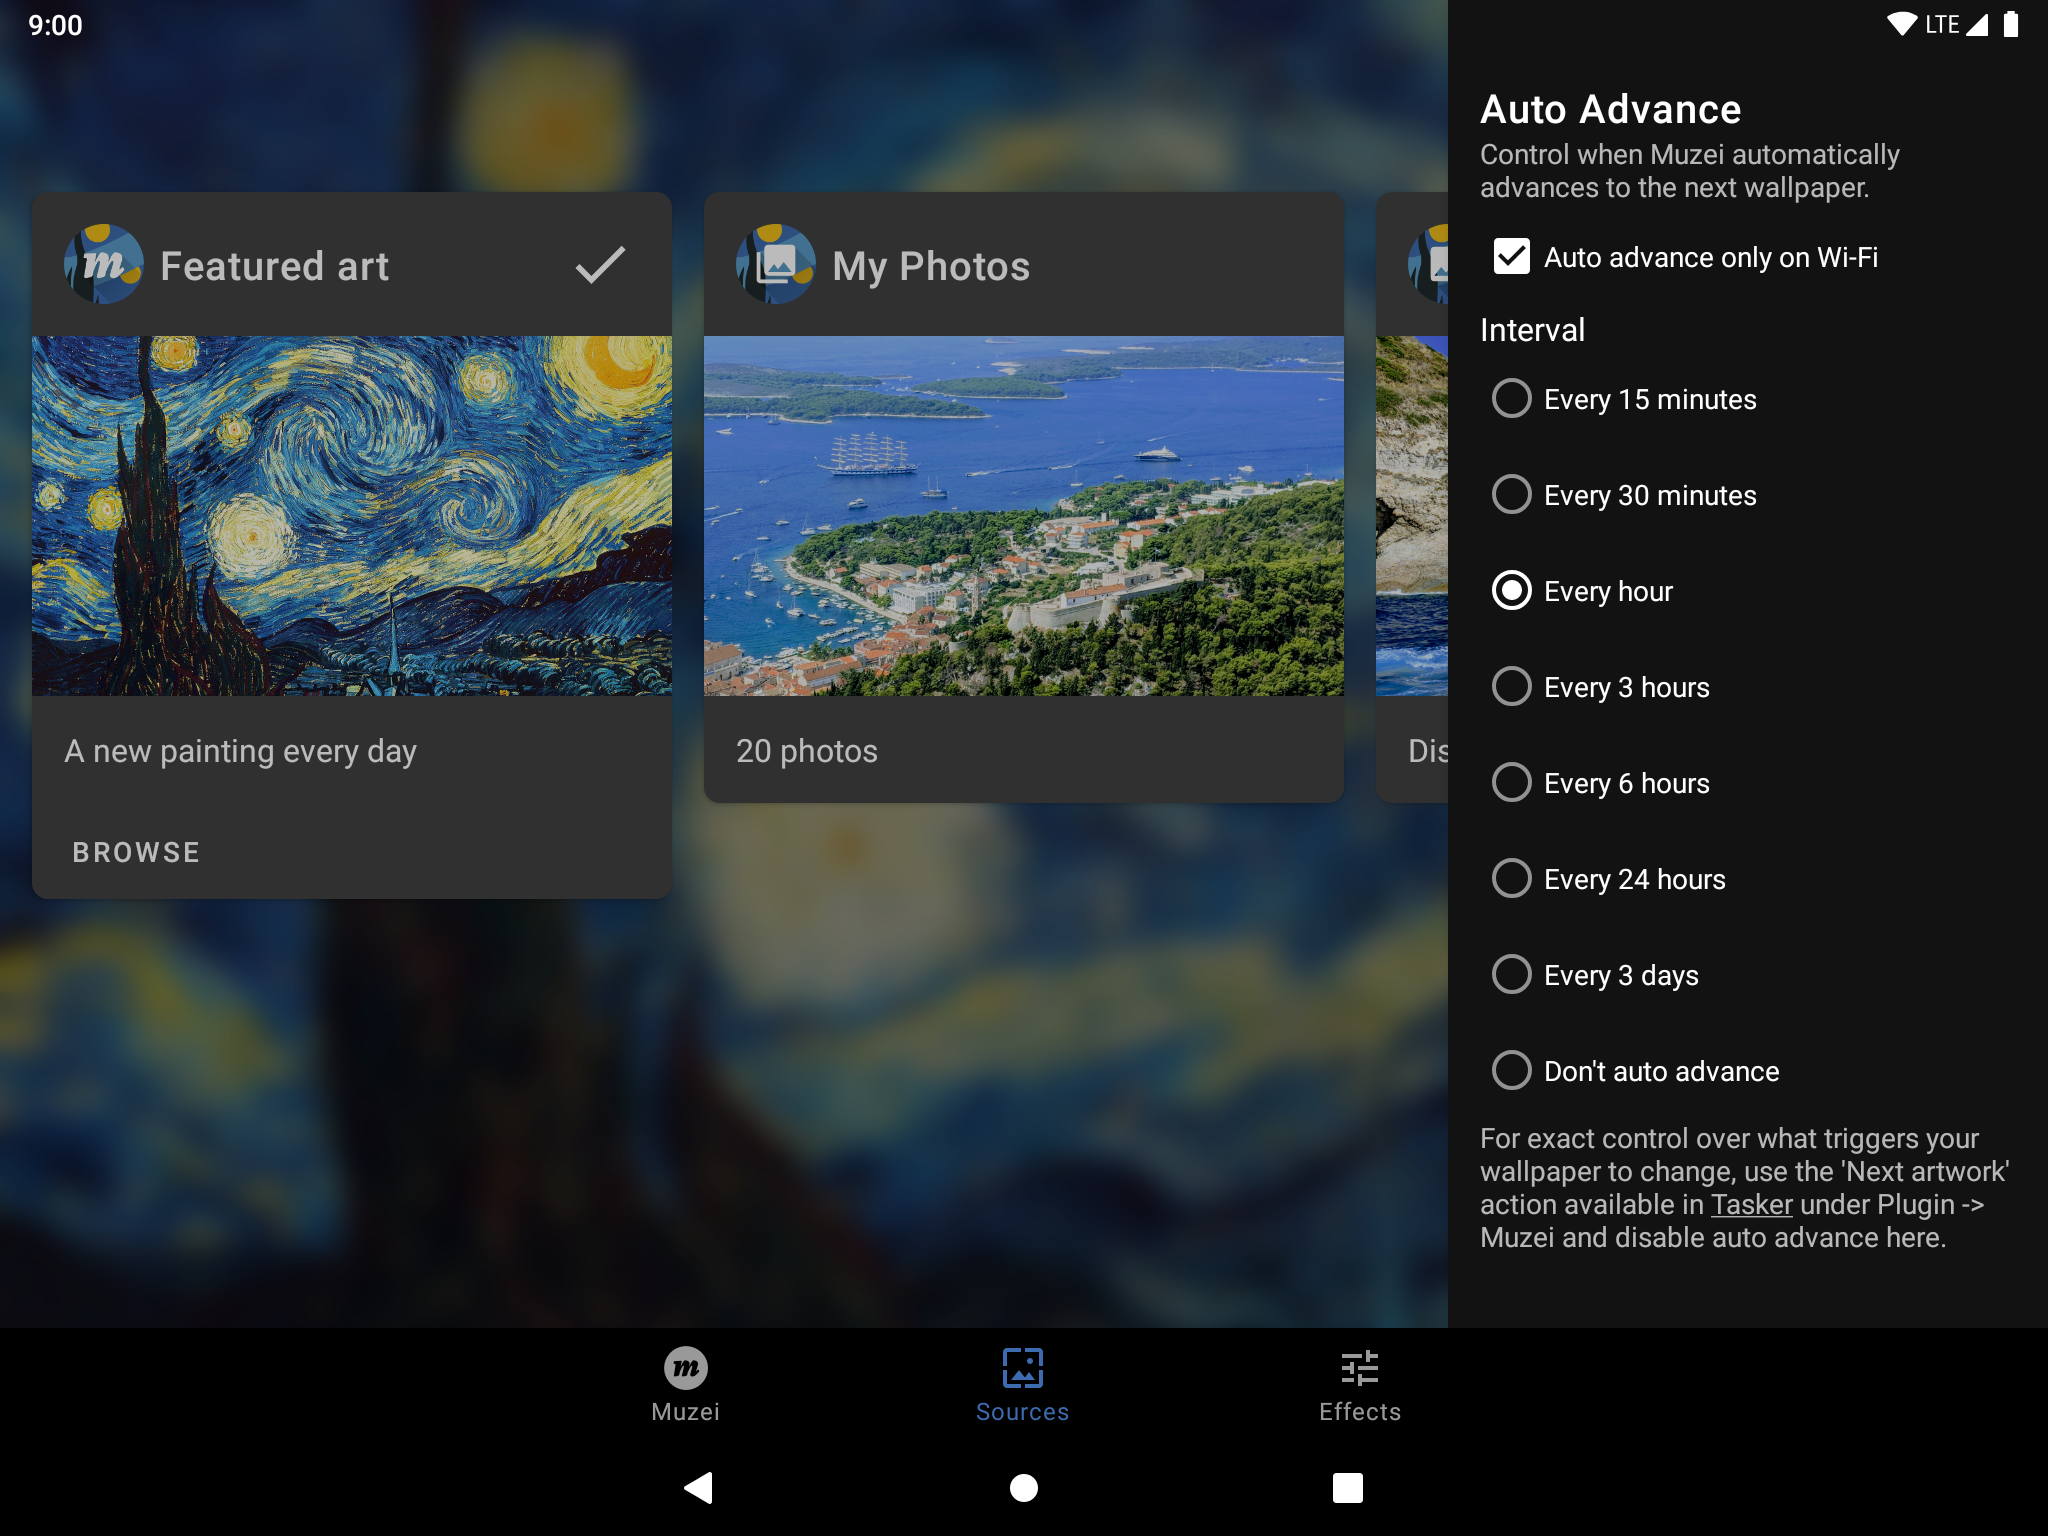 9:00
LTE
Featured art
A new painting every day
BROWSE
My Photos
20 photos
Dis
Auto Advance
Control when Muzei automatically
advances to the next wallpaper.
Auto advance only on Wi-Fi
Interval
Every 15 minutes
Every 30 minutes
Every hour
Every 3 hours
Every 6 hours
Every 24 hours
Every 3 days
Don't auto advance
For exact control over what triggers your
wallpaper to change, use the 'Next artwork'
action available in Tasker under Plugin ->
Muzei and disable auto advance here.
Muzei
Sources
Effects